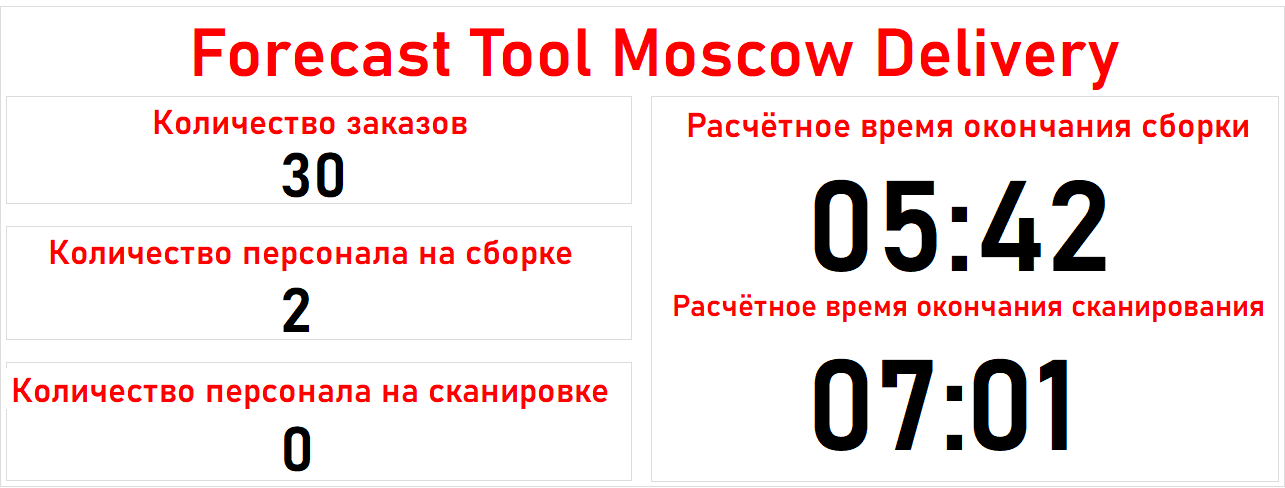 Forecast Tool Moscow Delivery
Количество заказов
30
Количество персонала на сборке
2
Количество персонала на сканировке
0
Расчётное время окончания сборки
05:42
Расчётное время окончания сканирования
07:01